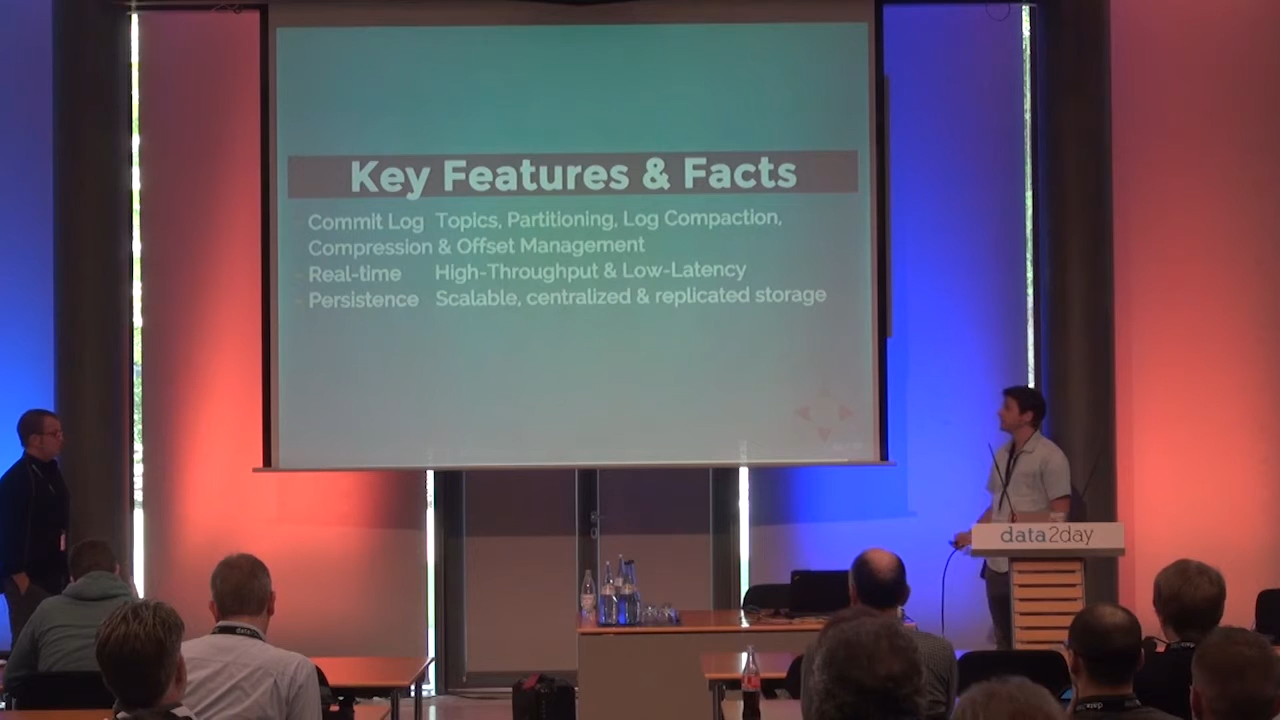 Key Features & Facts
Commit Log Topics, Partitioning, Log Compaction,
Compression & Offset Management
Real-time High-Throughput & Low-Latency
Persistence Scalable, centralized & replicated storage
data2day